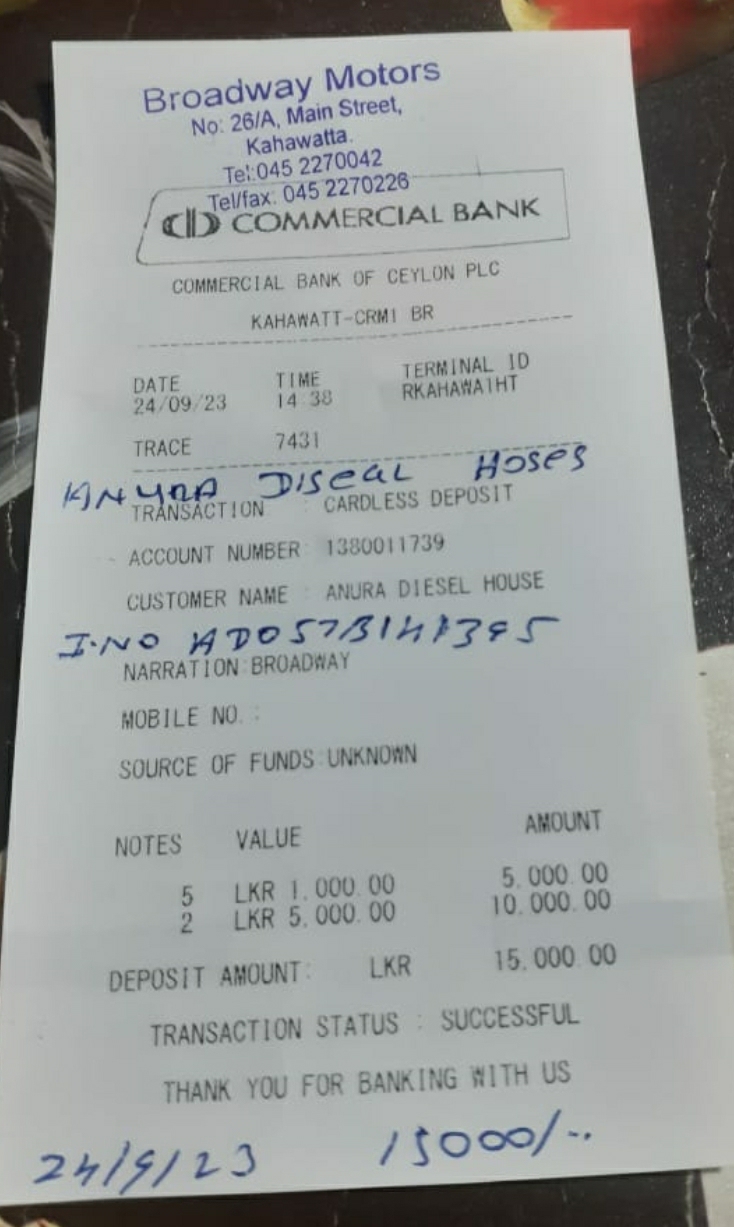 Broadway Motors
No: 26/A, Main Street,
Kahawatta.
Tel:045 2270042
Tel/fax: 045 2270226
COMMERCIAL BANK
COMMERCIAL BANK OF CEYLON PLC
KAHAWATT-CRM1 BR
DATE TIME TERMINAL ID
24/09/23 14:38 RKAHAWA1HT
TRACE 7431
ANURA DISEAL HOSES
TRANSACTION : CARDLESS DEPOSIT
ACCOUNT NUMBER: 1380011739
CUSTOMER NAME : ANURA DIESEL HOUSE
I.NO
NARRATION:BROADWAY
MOBILE NO. :
SOURCE OF FUNDS:UNKNOWN
NOTES VALUE AMOUNT
5 LKR 1,000.00 5,000.00
2 LKR 5,000.00 10,000.00
DEPOSIT AMOUNT: LKR 15,000.00
TRANSACTION STATUS : SUCCESSFUL
THANK YOU FOR BANKING WITH US
24/9/23 15000/-